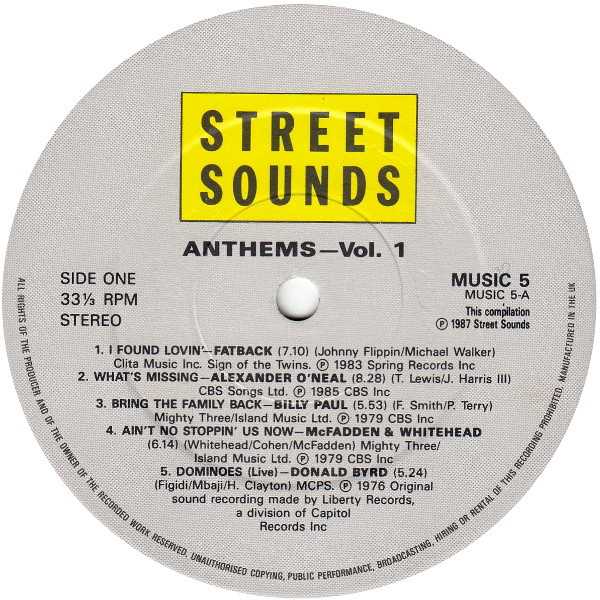 STREET
SOUNDS
ANTHEMS—Vol. 1
SIDE ONE
33⅓ RPM
STEREO
MUSIC 5
MUSIC 5-A
This compilation
Ⓟ 1987 Street Sounds
1. I FOUND LOVIN'—FATBACK (7.10) (Johnny Flippin/Michael Walker)
Clita Music Inc. Sign of the Twins. Ⓟ 1983 Spring Records Inc
2. WHAT'S MISSING—ALEXANDER O'NEAL (8.28) (T. Lewis/J. Harris III)
CBS Songs Ltd. Ⓟ 1985 CBS Inc
3. BRING THE FAMILY BACK—BILLY PAUL (5.53) (F. Smith/P. Terry)
Mighty Three/Island Music Ltd. Ⓟ 1979 CBS Inc
4. AIN'T NO STOPPIN' US NOW—McFADDEN & WHITEHEAD
(6.14) (Whitehead/Cohen/McFadden) Mighty Three/
Island Music Ltd. Ⓟ 1979 CBS Inc
5. DOMINOES (Live)—DONALD BYRD (5.24)
(Figidi/Mbaji/H. Clayton) MCPS. Ⓟ 1976 Original
sound recording made by Liberty Records,
a division of Capitol
Records Inc
ALL RIGHTS OF THE PRODUCER AND OF THE OWNER OF THE RECORDED WORK RESERVED. UNAUTHORISED COPYING, PUBLIC PERFORMANCE, BROADCASTING, HIRING OR RENTAL OF THIS RECORDING PROHIBITED. MANUFACTURED IN THE UK